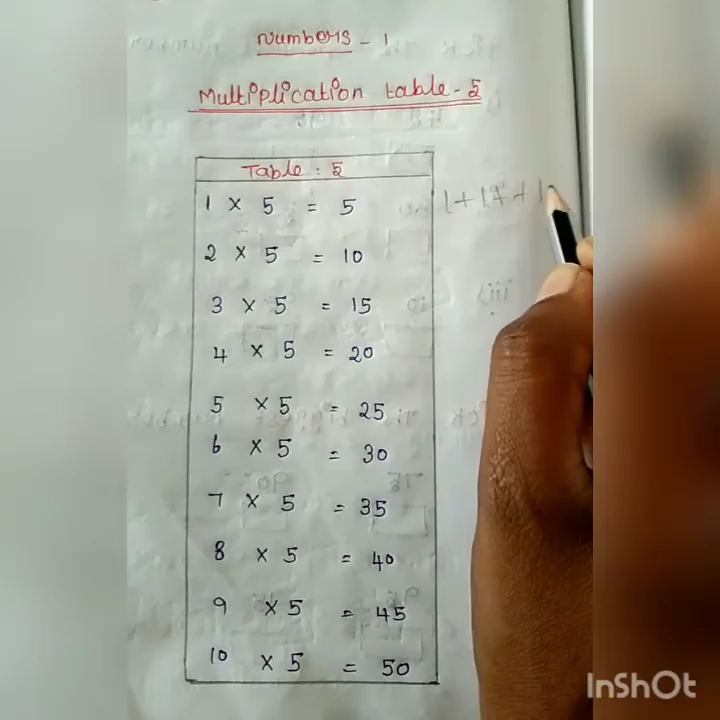 Numbers - 1
Multiplication table - 5
Table : 5
1 × 5 = 5
2 × 5 = 10
3 × 5 = 15
4 × 5 = 20
5 × 5 = 25
6 × 5 = 30
7 × 5 = 35
8 × 5 = 40
9 × 5 = 45
10 × 5 = 50
InShOt